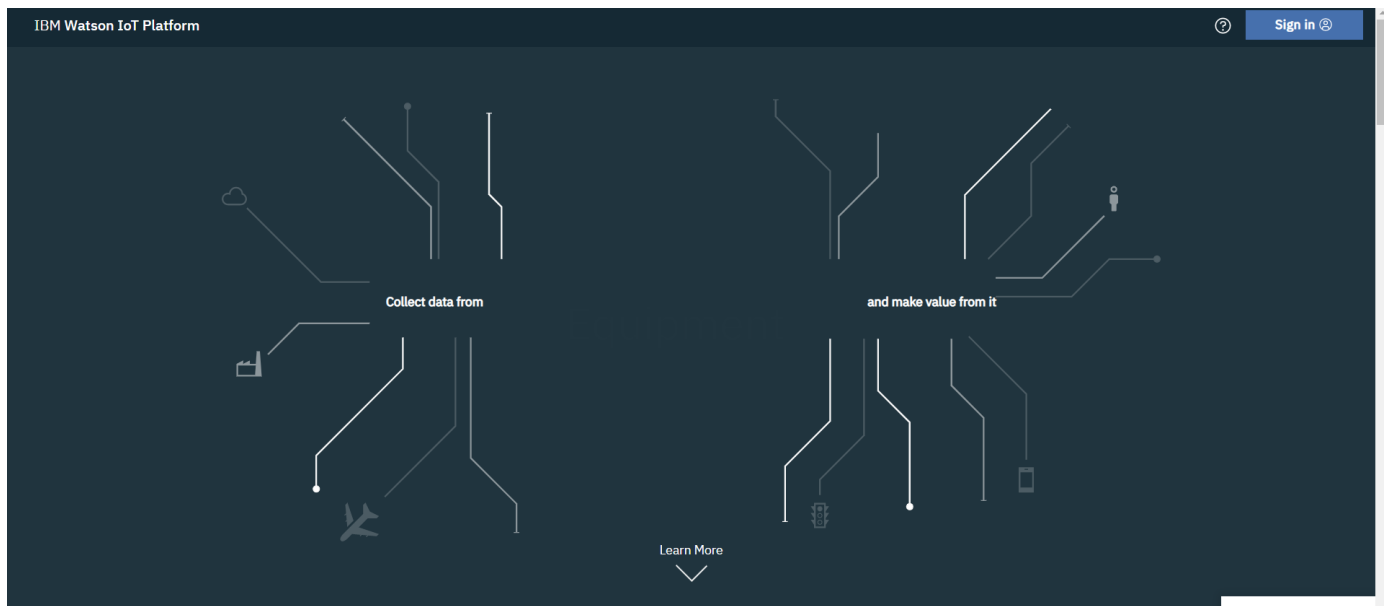 IBM Watson IoT Platform
Sign in
Collect data from
and make value from it
Learn More